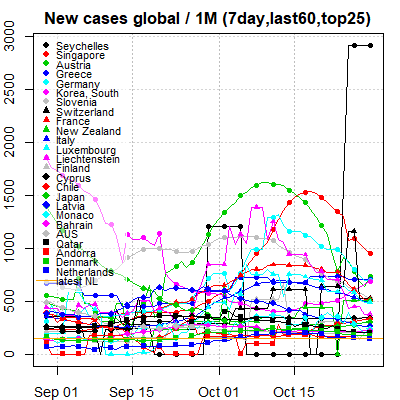 New cases global / 1M (7day,last60,top25)
3000
2500
2000
1500
1000
500
0
Seychelles
Singapore
Austria
Greece
Germany
Korea, South
Slovenia
Switzerland
France
New Zealand
Italy
Luxembourg
Liechtenstein
Finland
Cyprus
Chile
Japan
Latvia
Monaco
Bahrain
AUS
Qatar
Andorra
Denmark
Netherlands
latest NL
Sep 01
Sep 15
Oct 01
Oct 15